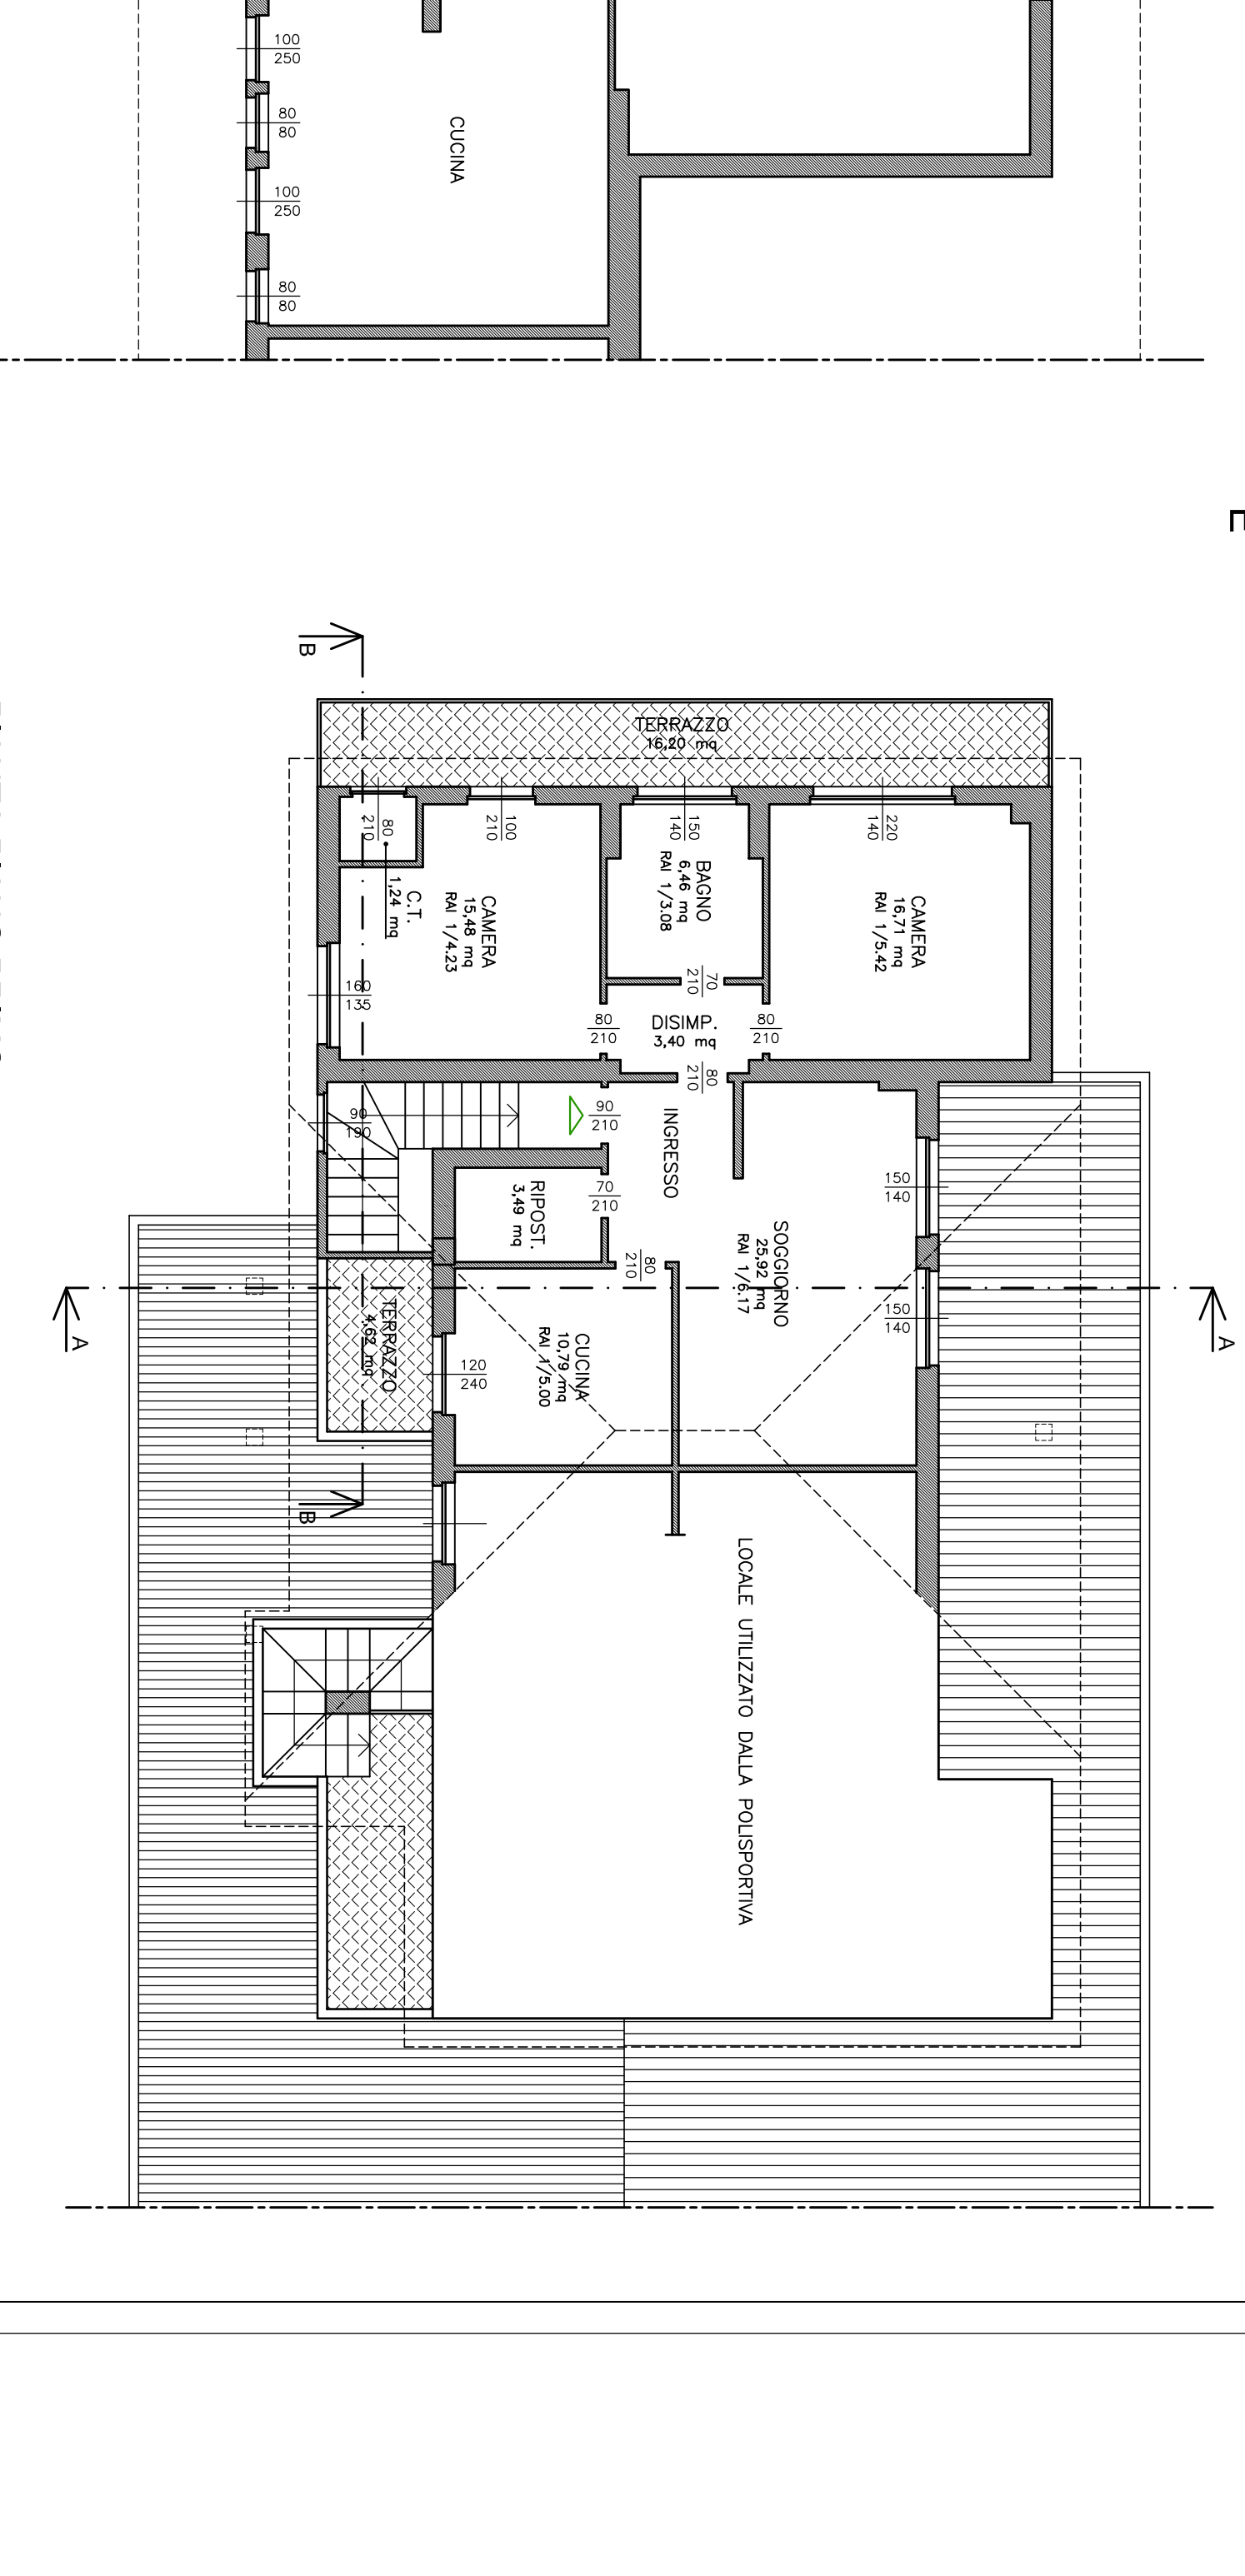 100
250
80
80
CUCINA
100
250
80
80
B
TERRAZZO
16,20 mq
80
210
100
210
150
140
220
140
C.T.
1,24 mq
CAMERA
15,48 mq
RAI 1/4.23
BAGNO
6,46 mq
RAI 1/3.08
CAMERA
16,71 mq
RAI 1/5.42
160
135
70
210
80
210
DISIMP.
3,40 mq
80
210
80
210
90
190
90
210
INGRESSO
RIPOST.
3,49 mq
70
210
150
140
SOGGIORNO
25,92 mq
RAI 1/6.17
80
210
A
TERRAZZO
4,62 mq
120
240
CUCINA
10,79 mq
RAI 1/5.00
150
140
A
B
LOCALE UTILIZZATO DALLA POLISPORTIVA